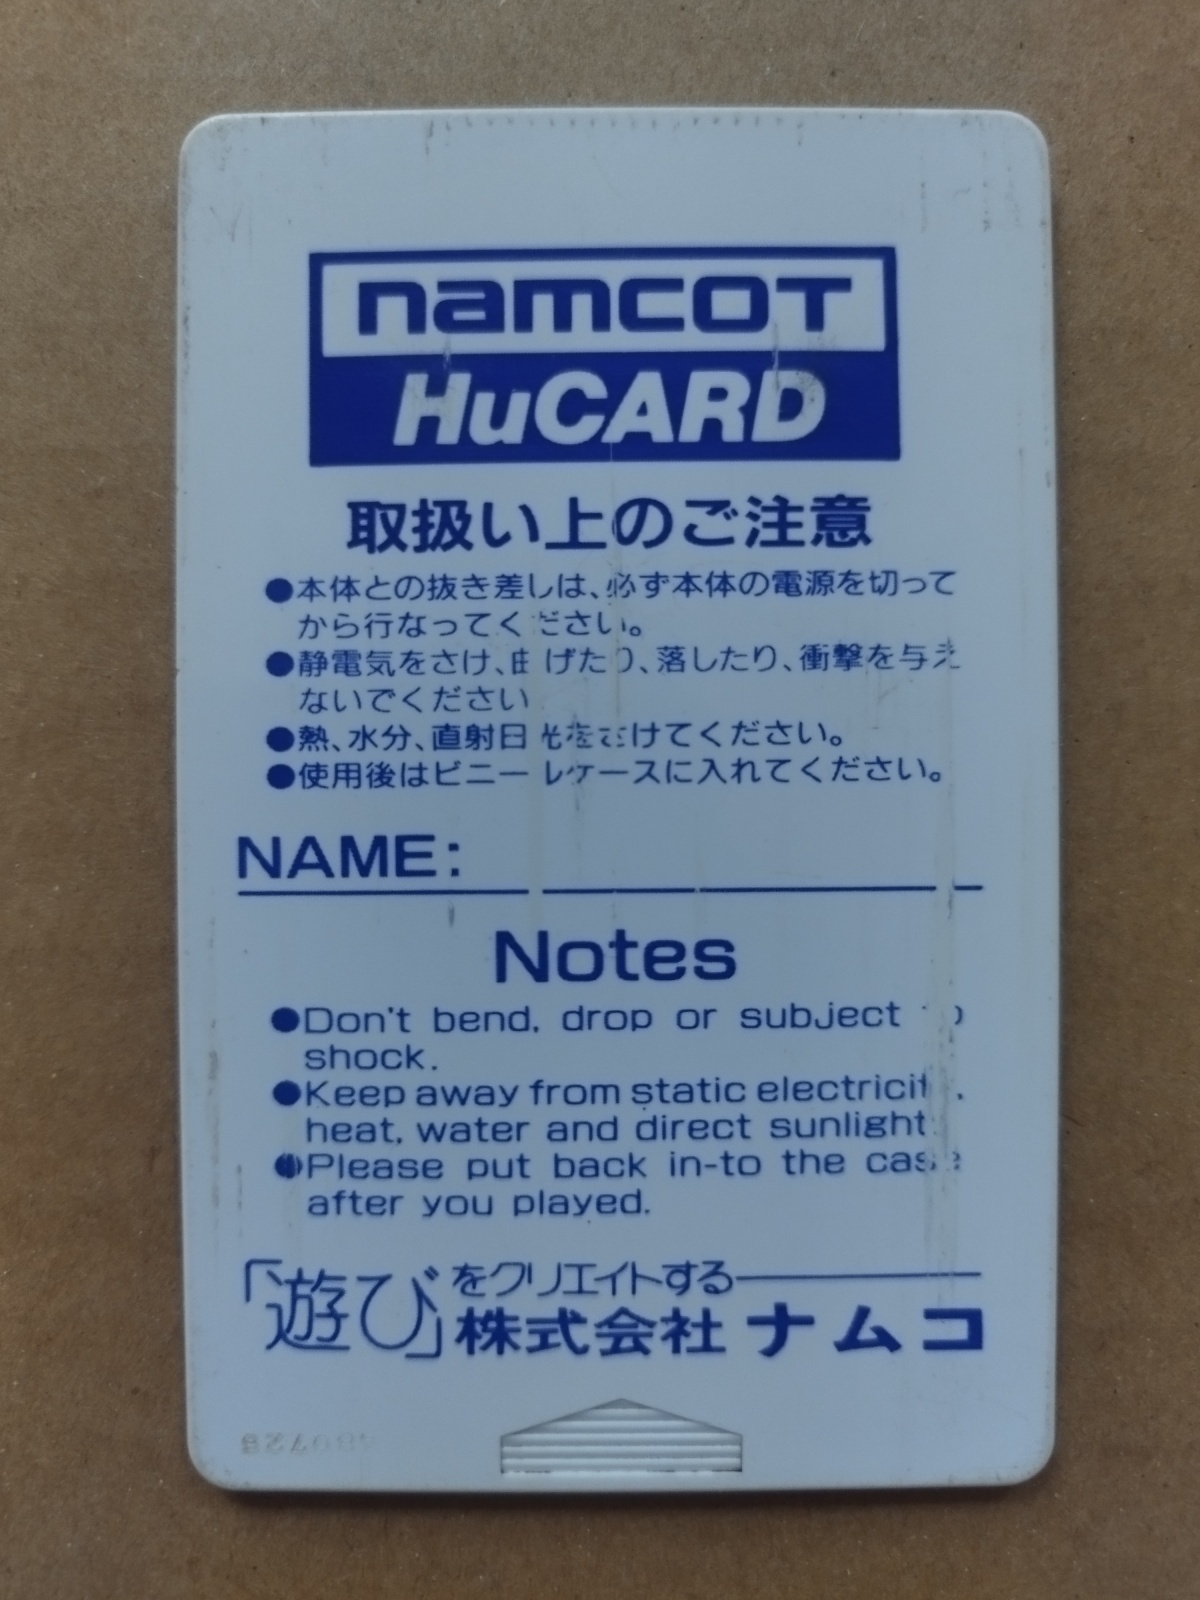 namcoT
HuCARD
取扱い上のご注意
●本体との抜き差しは、必ず本体の電源を切って
から行なってください。
●静電気をさけ、曲げたり、落したり、衝撃を与え
ないでください
●熱、水分、直射日光をさけてください。
●使用後はビニールケースに入れてください。
NAME:
Notes
●Don't bend, drop or subject to
shock.
●Keep away from static electricity,
heat, water and direct sunlight.
●Please put back in-to the case
after you played.
「遊び」をクリエイトする
株式会社 ナムコ